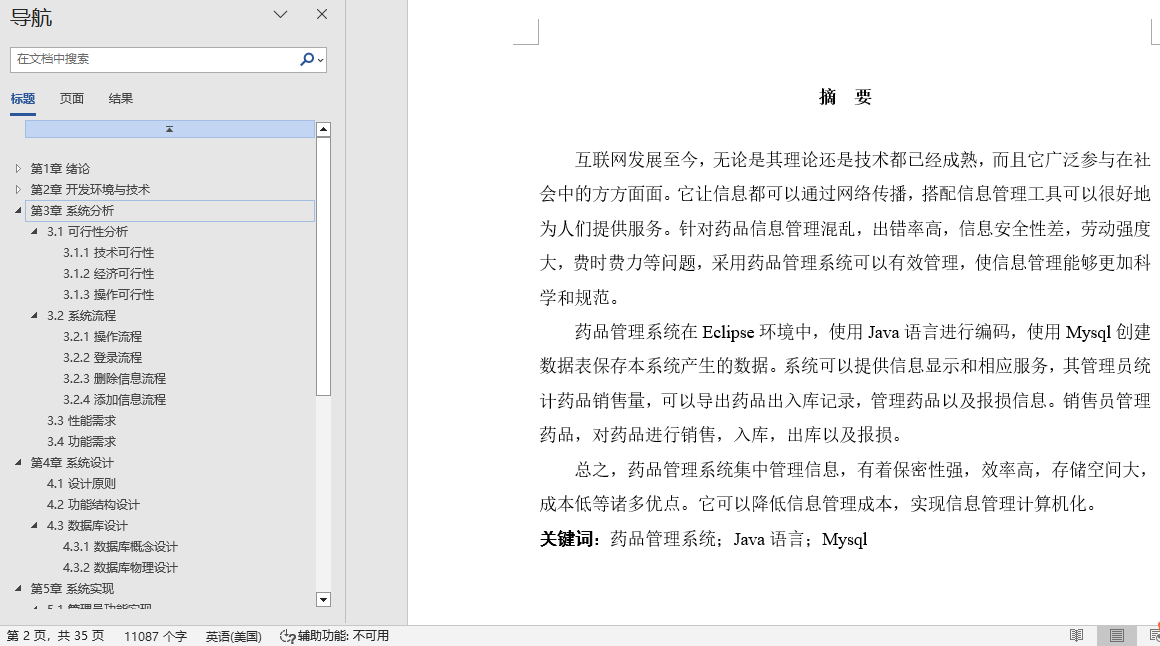 导航
在文档中搜索
标题 页面 结果
第1章 绪论
第2章 开发环境与技术
第3章 系统分析
3.1 可行性分析
3.1.1 技术可行性
3.1.2 经济可行性
3.1.3 操作可行性
3.2 系统流程
3.2.1 操作流程
3.2.2 登录流程
3.2.3 删除信息流程
3.2.4 添加信息流程
3.3 性能需求
3.4 功能需求
第4章 系统设计
4.1 设计原则
4.2 功能结构设计
4.3 数据库设计
4.3.1 数据库概念设计
4.3.2 数据库物理设计
第5章 系统实现
5.1 管理员功能实现
摘 要
互联网发展至今，无论是其理论还是技术都已经成熟，而且它广泛参与在社
会中的方方面面。它让信息都可以通过网络传播，搭配信息管理工具可以很好地
为人们提供服务。针对药品信息管理混乱，出错率高，信息安全性差，劳动强度
大，费时费力等问题，采用药品管理系统可以有效管理，使信息管理能够更加科
学和规范。
药品管理系统在 Eclipse 环境中，使用 Java 语言进行编码，使用 Mysql 创建
数据表保存本系统产生的数据。系统可以提供信息显示和相应服务，其管理员统
计药品销售量，可以导出药品出入库记录，管理药品以及报损信息。销售员管理
药品，对药品进行销售，入库，出库以及报损。
总之，药品管理系统集中管理信息，有着保密性强，效率高，存储空间大，
成本低等诸多优点。它可以降低信息管理成本，实现信息管理计算机化。
关键词：药品管理系统；Java 语言；Mysql
第 2 页，共 35 页 11087 个字 英语(美国) 辅助功能: 不可用